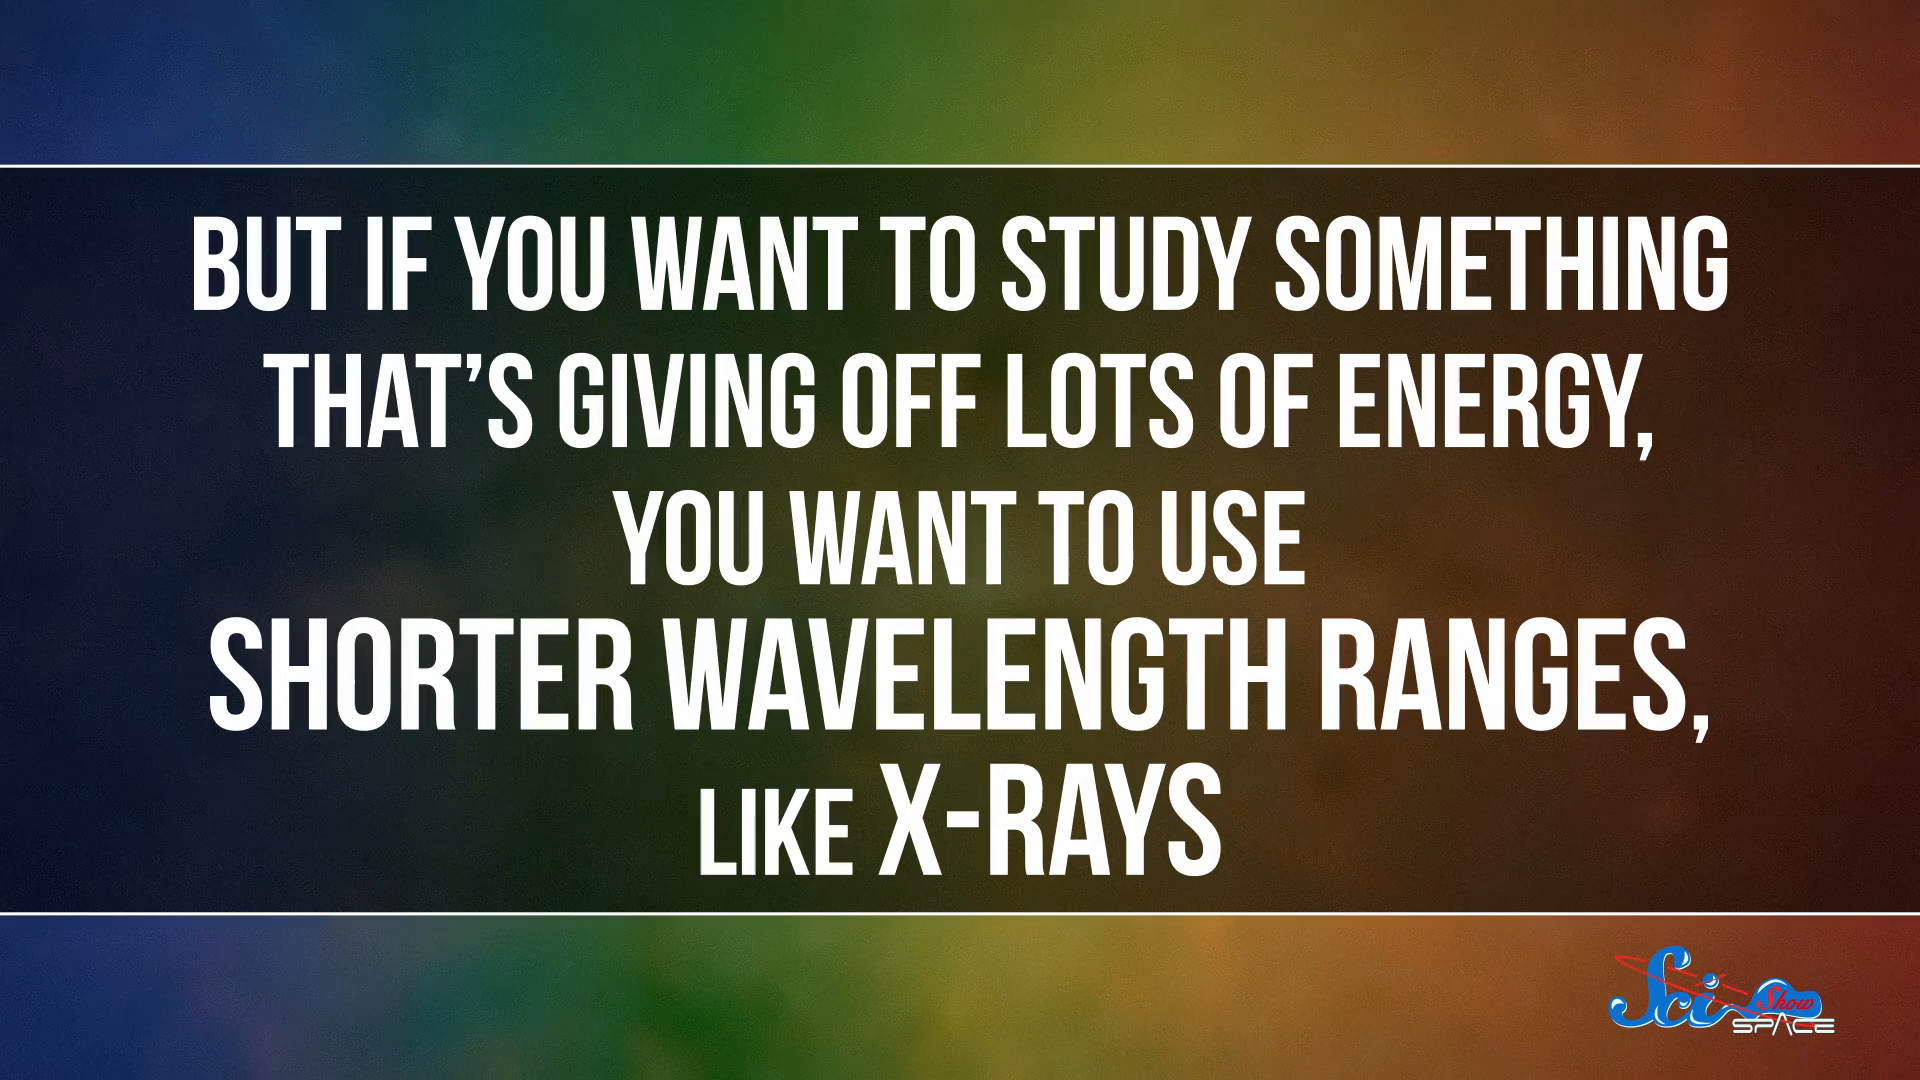 BUT IF YOU WANT TO STUDY SOMETHING
THAT’S GIVING OFF LOTS OF ENERGY,
YOU WANT TO USE
SHORTER WAVELENGTH RANGES,
LIKE X-RAYS
Sci Show
SPACE